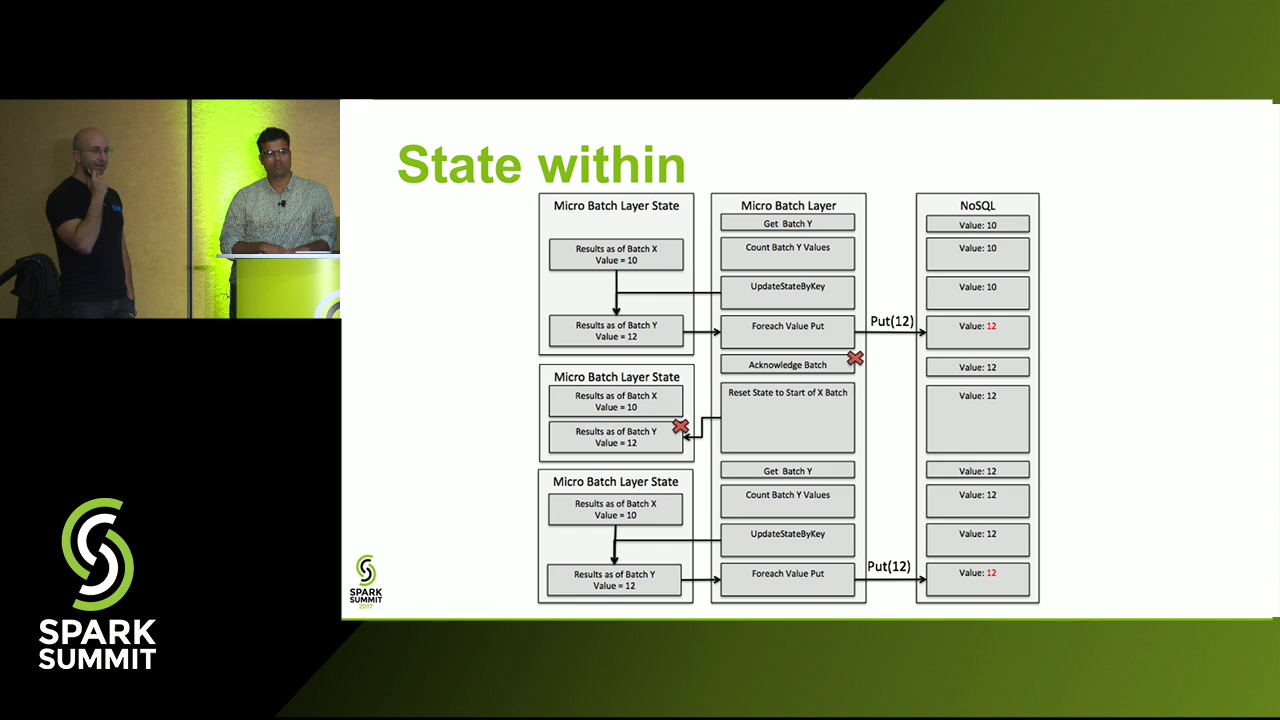 State within
Micro Batch Layer State
Results as of Batch X
Value = 10
Results as of Batch Y
Value = 12
Micro Batch Layer State
Results as of Batch X
Value = 10
Results as of Batch Y
Value = 12
Micro Batch Layer State
Results as of Batch X
Value = 10
Results as of Batch Y
Value = 12
Micro Batch Layer
Get Batch Y
Count Batch Y Values
UpdateStateByKey
Foreach Value Put
Acknowledge Batch
Reset State to Start of X Batch
Get Batch Y
Count Batch Y Values
UpdateStateByKey
Foreach Value Put
Put(12)
Put(12)
NoSQL
Value: 10
Value: 10
Value: 10
Value: 12
Value: 12
Value: 12
Value: 12
Value: 12
Value: 12
Value: 12
SPARK
SUMMIT
2017
SPARK
SUMMIT